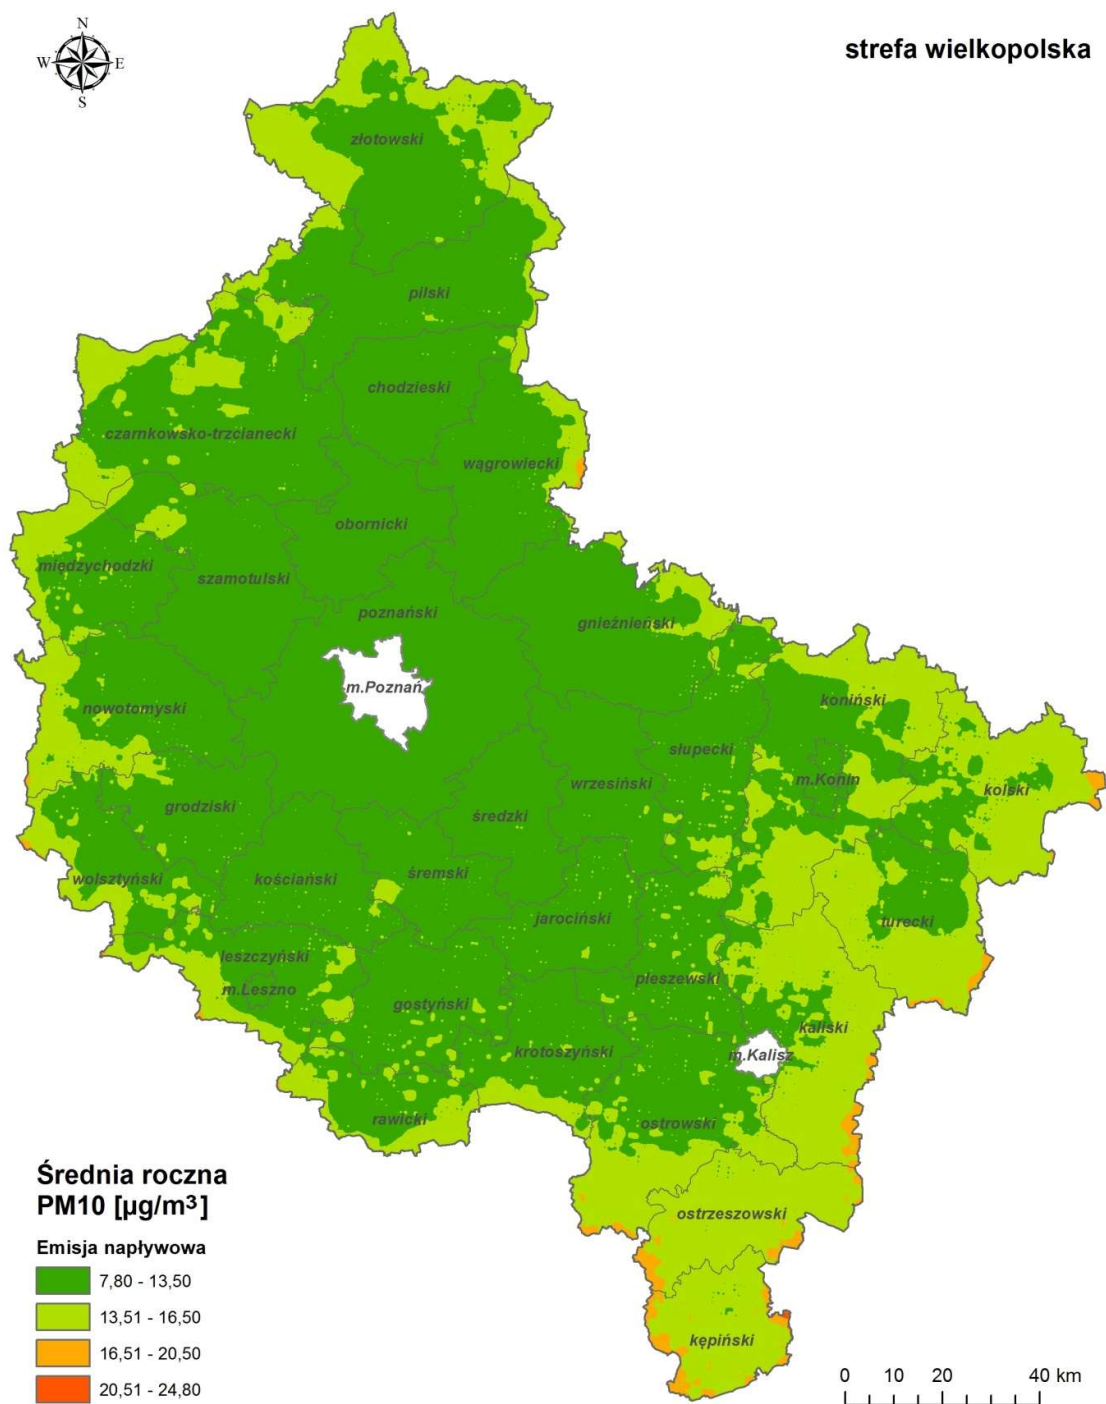 N
W E
S
strefa wielkopolska
złotowski
pilski
chodzieski
czarnkowsko-trzcianecki
wągrowiecki
obornicki
międzychodzki
szamotulski
poznański
gnieźnieński
m.Poznań
nowotomyski
koniński
słupecki
m.Konin
wrzesiński
kolski
grodziski
średzki
wolsztyński
kościański
śremski
jarociński
turecki
leszczyński
m.Leszno
pleszewski
gostyński
kaliski
krotoszyński
m.Kalisz
rawicki
ostrowski
ostrzeszowski
kępiński
Średnia roczna
PM10 [µg/m³]
Emisja napływowa
7,80 - 13,50
13,51 - 16,50
16,51 - 20,50
20,51 - 24,80
0 10 20 40 km